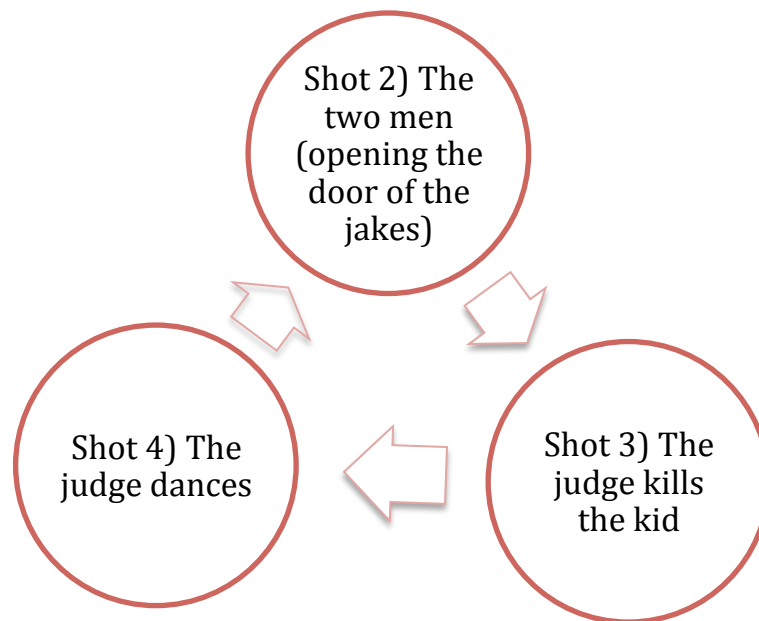 Shot 2) The
two men
(opening the
door of the
jakes)
Shot 3) The
judge kills
the kid
Shot 4) The
judge dances